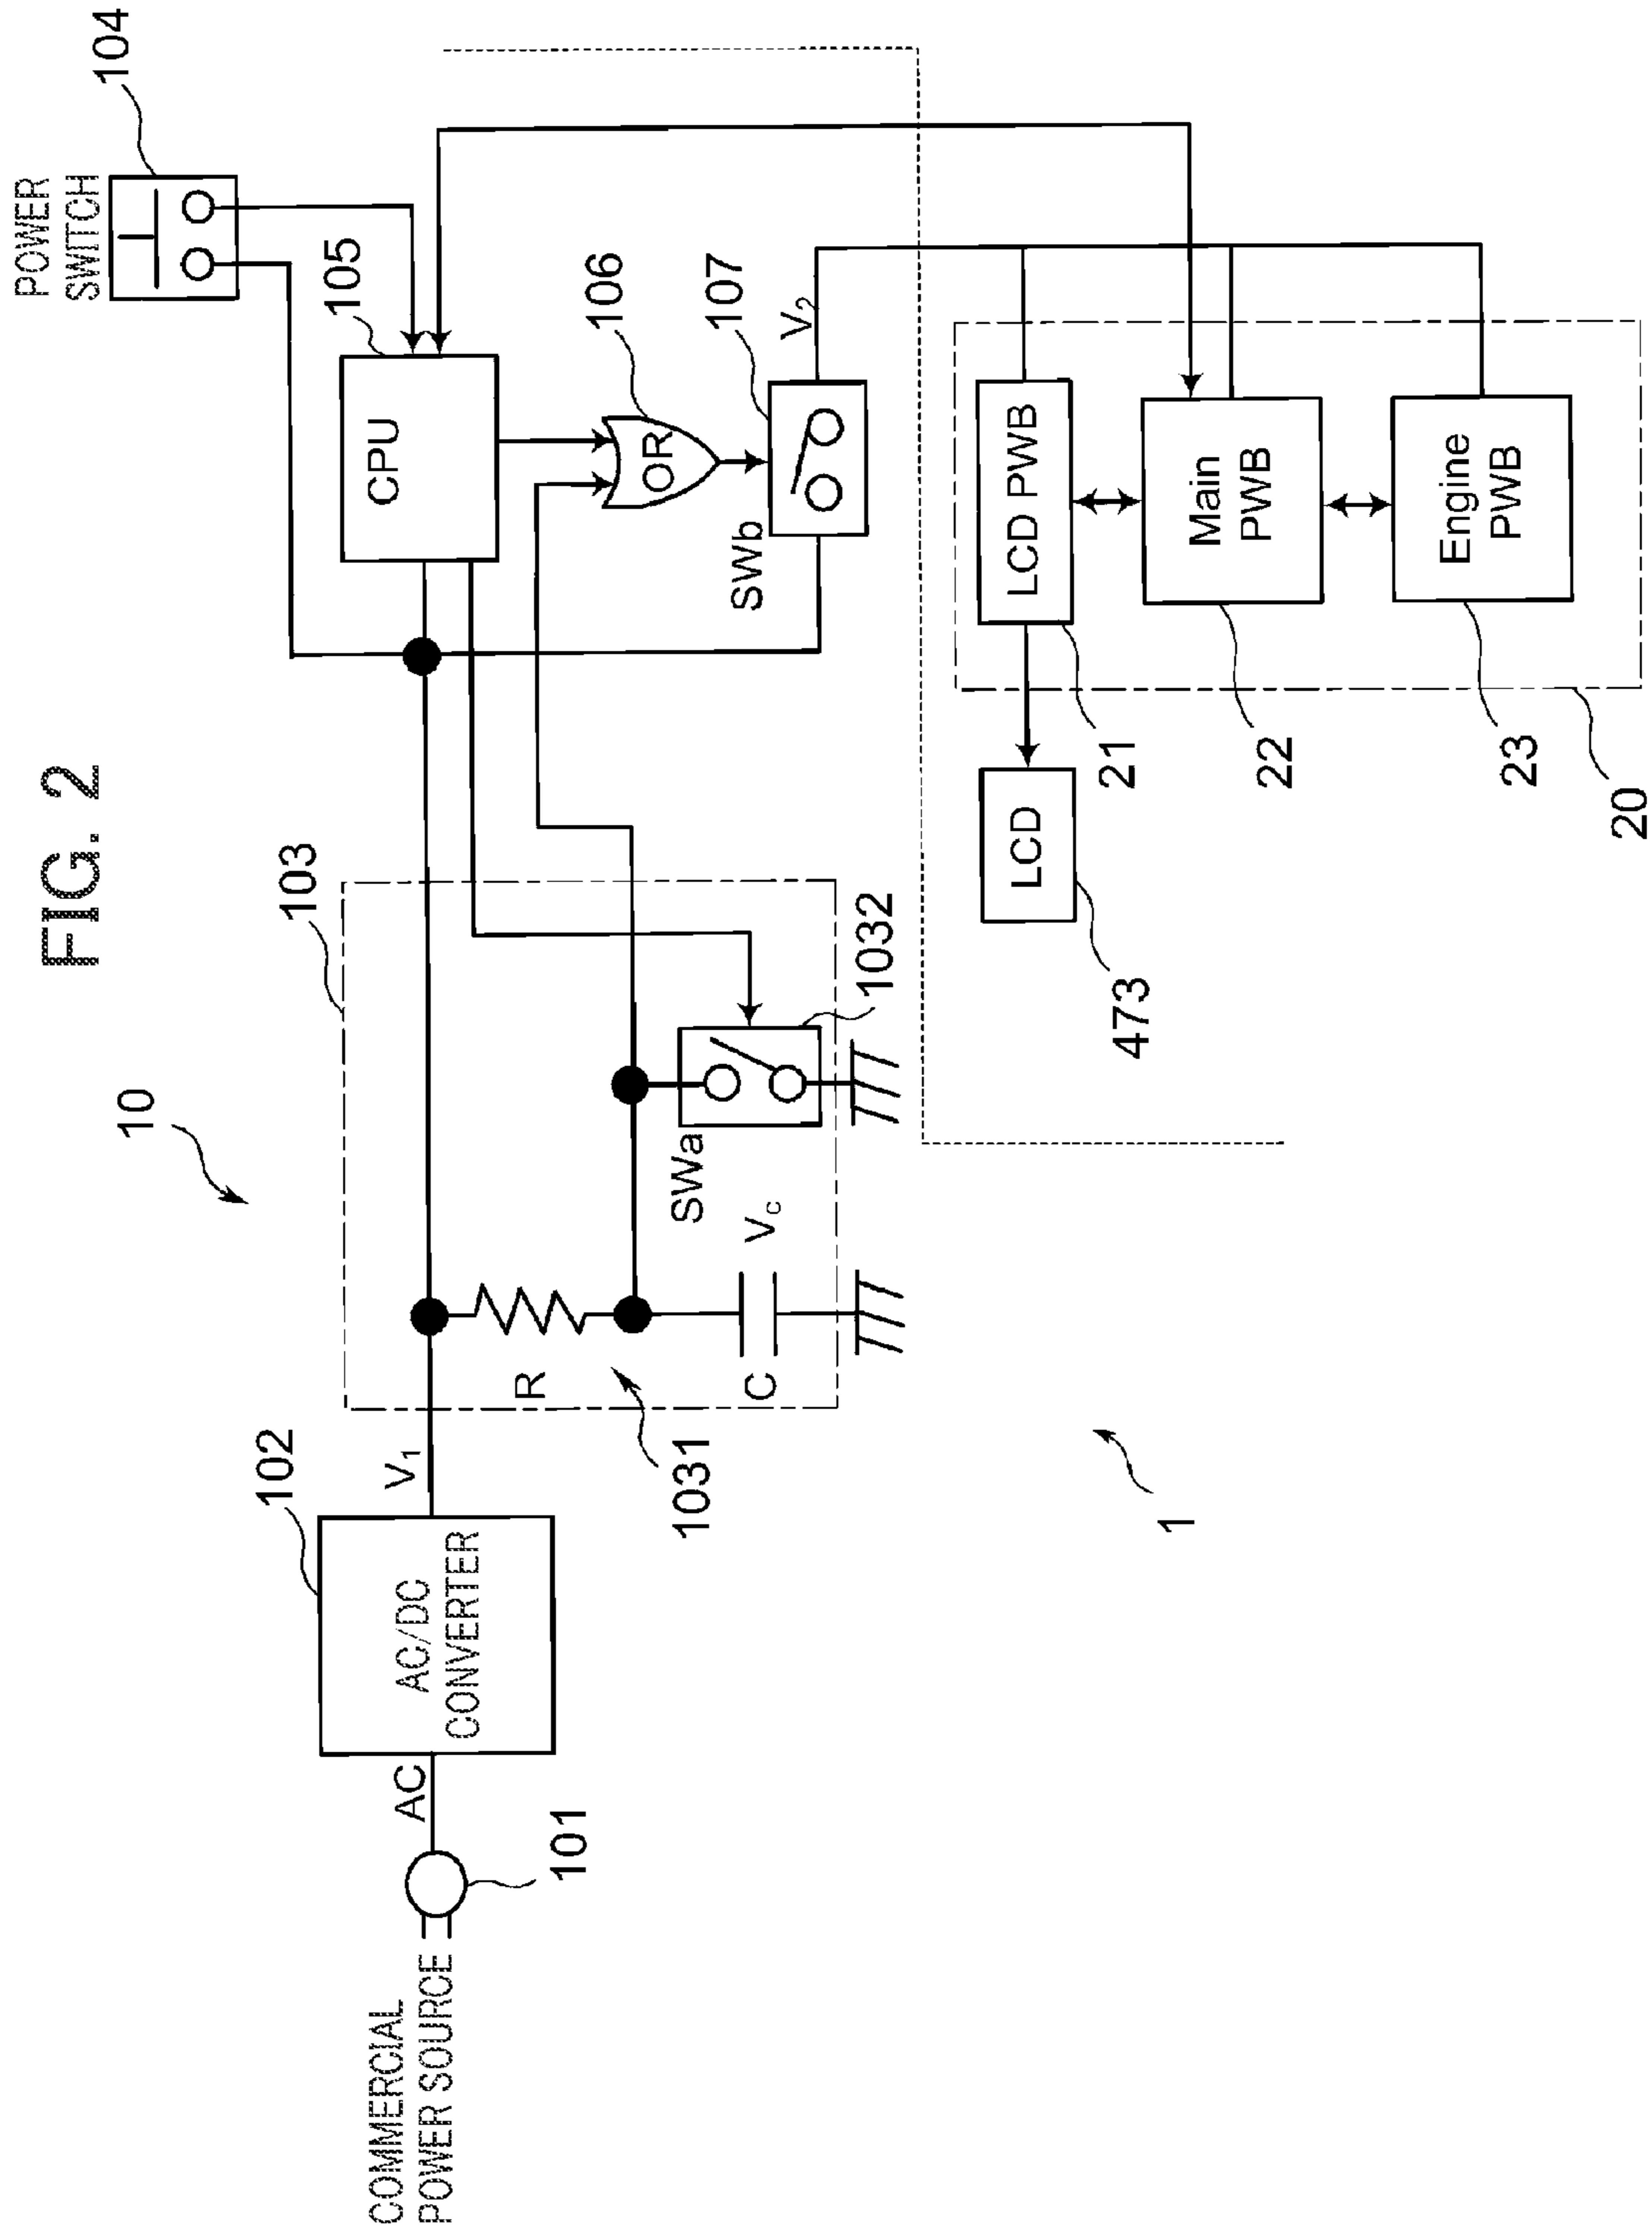 FIG. 2
10
103
POWER
SWITCH
104
COMMERCIAL
POWER SOURCE
101
AC
102
AC/DC
CONVERTER
V1
R
1031
C
Vc
SWa
1032
CPU
105
OR
106
SWb
107
V2
1
LCD
473
LCD PWB
21
Main
PWB
22
Engine
PWB
23
20